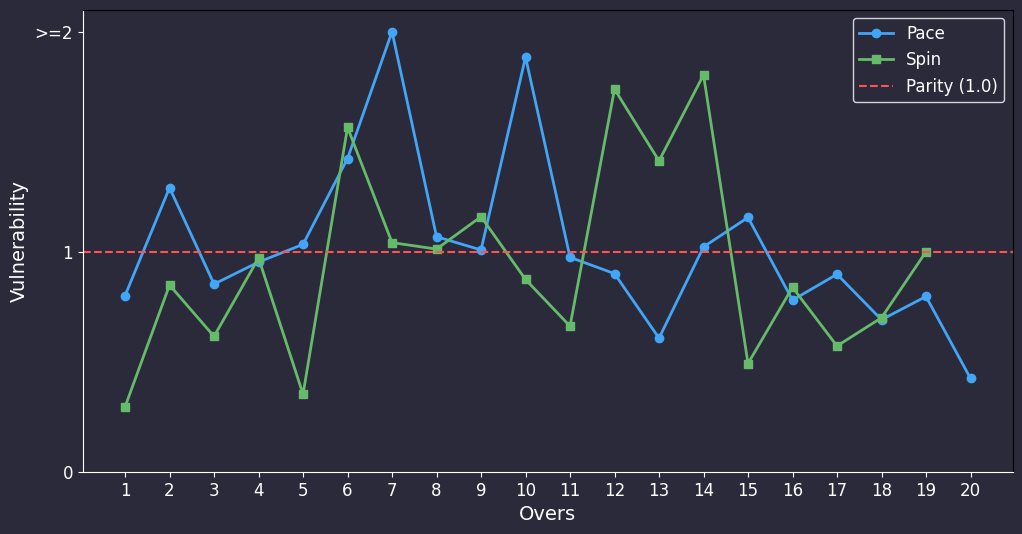 >=2
1
0
Vulnerability
Pace
Spin
Parity (1.0)
1 2 3 4 5 6 7 8 9 10 11 12 13 14 15 16 17 18 19 20
Overs